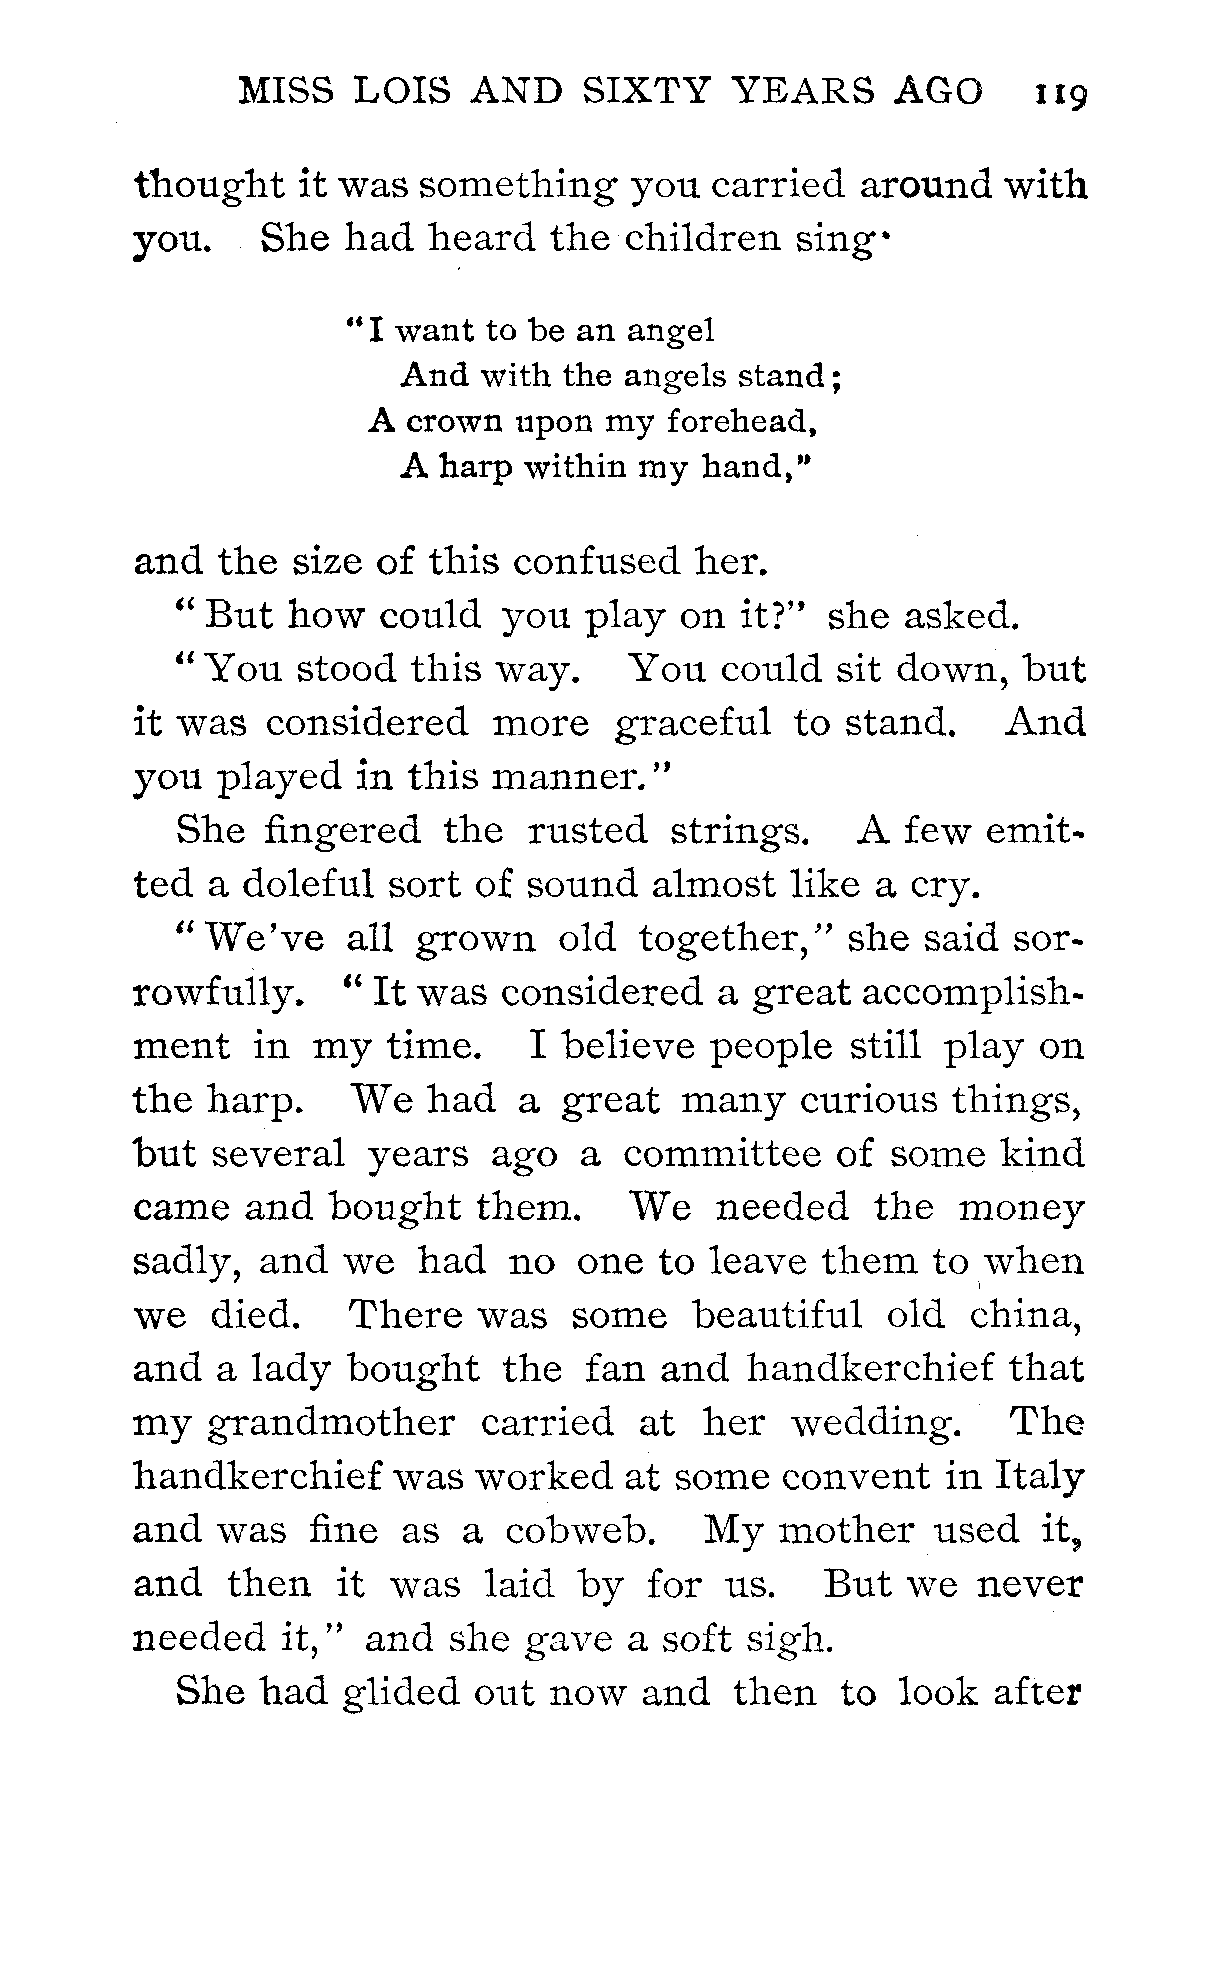 MISS LOIS AND SIXTY YEARS AGO 119
thought it was something you carried around with
you. She had heard the children sing·
"I want to be an angel
And with the angels stand;
A crown upon my forehead,
A harp within my hand,"
and the size of this confused her.
"But how could you play on it?" she asked.
"You stood this way. You could sit down, but
it was considered more graceful to stand. And
you played in this manner."
She fingered the rusted strings. A few emit-
ted a doleful sort of sound almost like a cry.
"We've all grown old together," she said sor-
rowfully. "It was considered a great accomplish-
ment in my time. I believe people still play on
the harp. We had a great many curious things,
but several years ago a committee of some kind
came and bought them. We needed the money
sadly, and we had no one to leave them to when
we died. There was some beautiful old china,
and a lady bought the fan and handkerchief that
my grandmother carried at her wedding. The
handkerchief was worked at some convent in Italy
and was fine as a cobweb. My mother used it,
and then it was laid by for us. But we never
needed it," and she gave a soft sigh.
She had glided out now and then to look after